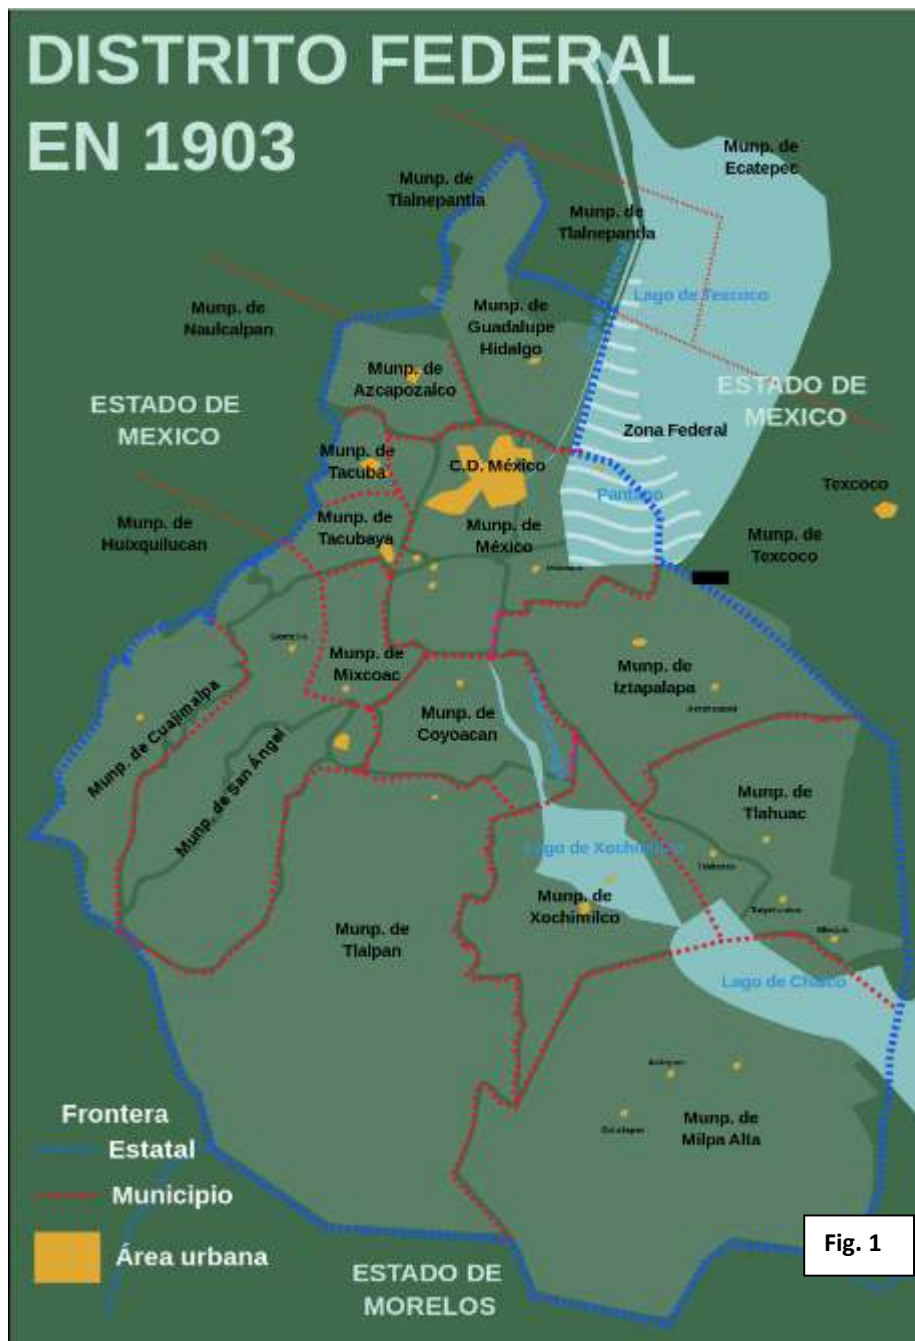 DISTRITO FEDERAL
EN 1903
Munp. de
Ecatepec
Munp. de
Tlalnepantla
Munp. de
Tlalnepantla
Lago de Texcoco
Munp. de
Naulcalpan
Munp. de
Guadalupe
Hidalgo
Munp. de
Azcapozalco
ESTADO DE
MEXICO
ESTADO DE
MEXICO
Zona Federal
Munp. de
Tacuba
C.D. México
Texcoco
Pantano
Munp. de
Huixquilucan
Munp. de
Tacubaya
Munp. de
México
Munp. de
Texcoco
Munp. de
Mixcoac
Munp. de
Iztapalapa
Munp. de Cuajimalpa
Munp. de San Ángel
Munp. de
Coyoacan
Munp. de
Tlahuac
Lago de Xochimilco
Munp. de
Xochimilco
Munp. de
Tlalpan
Lago de Chalco
Munp. de
Milpa Alta
Frontera
Estatal
Municipio
Área urbana
ESTADO DE
MORELOS
Fig. 1